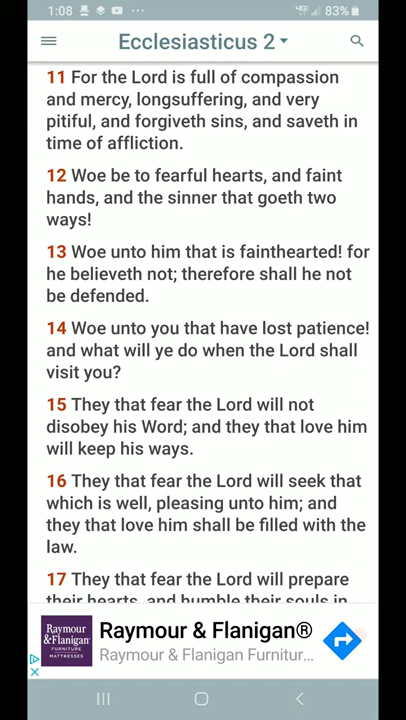 1:08
83%
Ecclesiasticus 2
11 For the Lord is full of compassion
and mercy, longsuffering, and very
pitiful, and forgiveth sins, and saveth in
time of affliction.
12 Woe be to fearful hearts, and faint
hands, and the sinner that goeth two
ways!
13 Woe unto him that is fainthearted! for
he believeth not; therefore shall he not
be defended.
14 Woe unto you that have lost patience!
and what will ye do when the Lord shall
visit you?
15 They that fear the Lord will not
disobey his Word; and they that love him
will keep his ways.
16 They that fear the Lord will seek that
which is well, pleasing unto him; and
they that love him shall be filled with the
law.
17 They that fear the Lord will prepare
their hearts, and humble their souls in
Raymour
&Flanigan
FURNITURE
MATTRESSES
Raymour & Flanigan®
Raymour & Flanigan Furnitur...